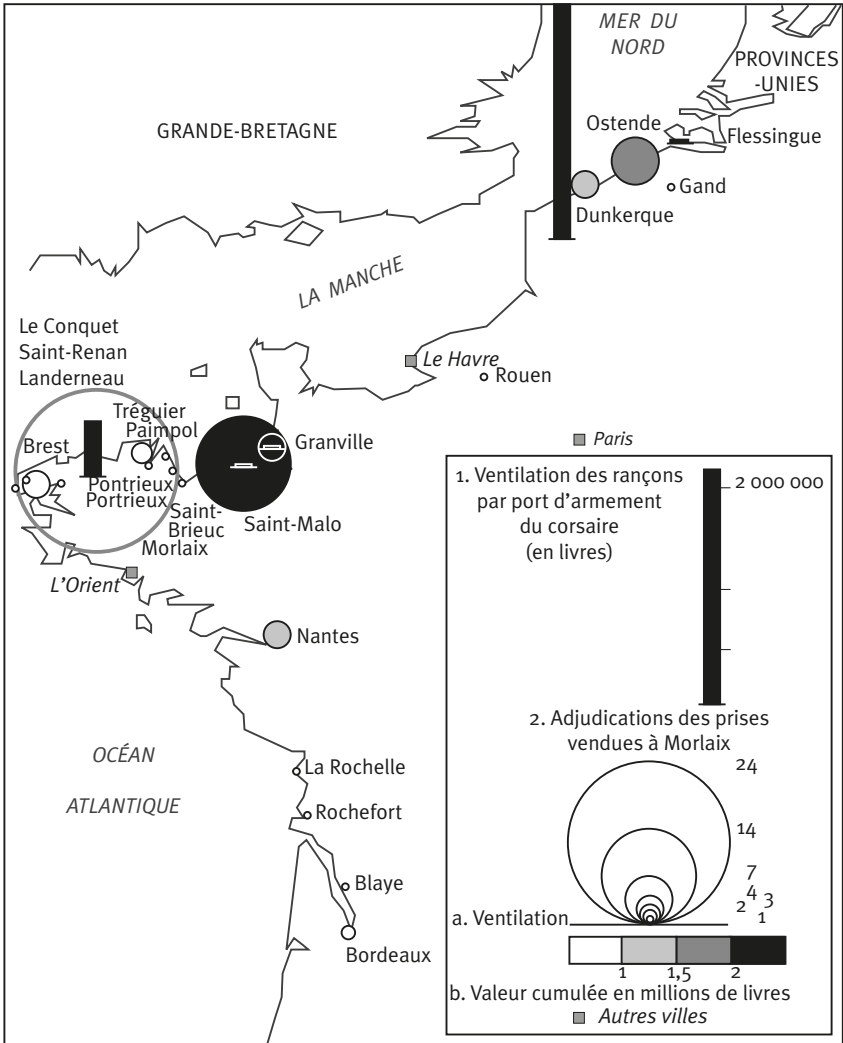 MER DU
NORD
PROVINCES
-UNIES
GRANDE-BRETAGNE
Ostende
Flessingue
Gand
Dunkerque
LA MANCHE
Le Conquet
Saint-Renan
Landerneau
Le Havre
Rouen
Tréguier
Paimpol
Granville
Brest
Paris
Pontrieux
Portrieux
Saint-
Brieuc
Saint-Malo
Morlaix
L'Orient
Nantes
OCÉAN
ATLANTIQUE
La Rochelle
Rochefort
Blaye
Bordeaux
1. Ventilation des rançons
par port d'armement
du corsaire
(en livres)
2 000 000
2. Adjudications des prises
vendues à Morlaix
24
14
7
4
3
2
1
a. Ventilation
1
1,5
2
b. Valeur cumulée en millions de livres
Autres villes